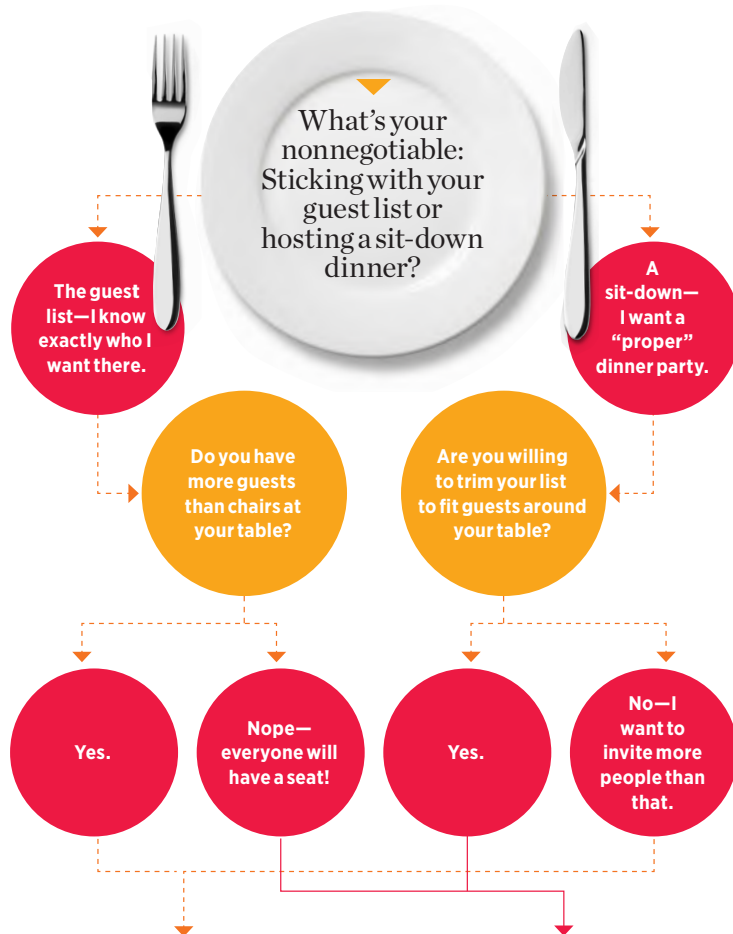 What's your
nonnegotiable:
Sticking with your
guest list or
hosting a sit-down
dinner?
The guest
list—I know
exactly who I
want there.
A
sit-down—
I want a
“proper”
dinner party.
Do you have
more guests
than chairs at
your table?
Are you willing
to trim your list
to fit guests around
your table?
Yes.
Nope—
everyone will
have a seat!
Yes.
No—I
want to
invite more
people than
that.